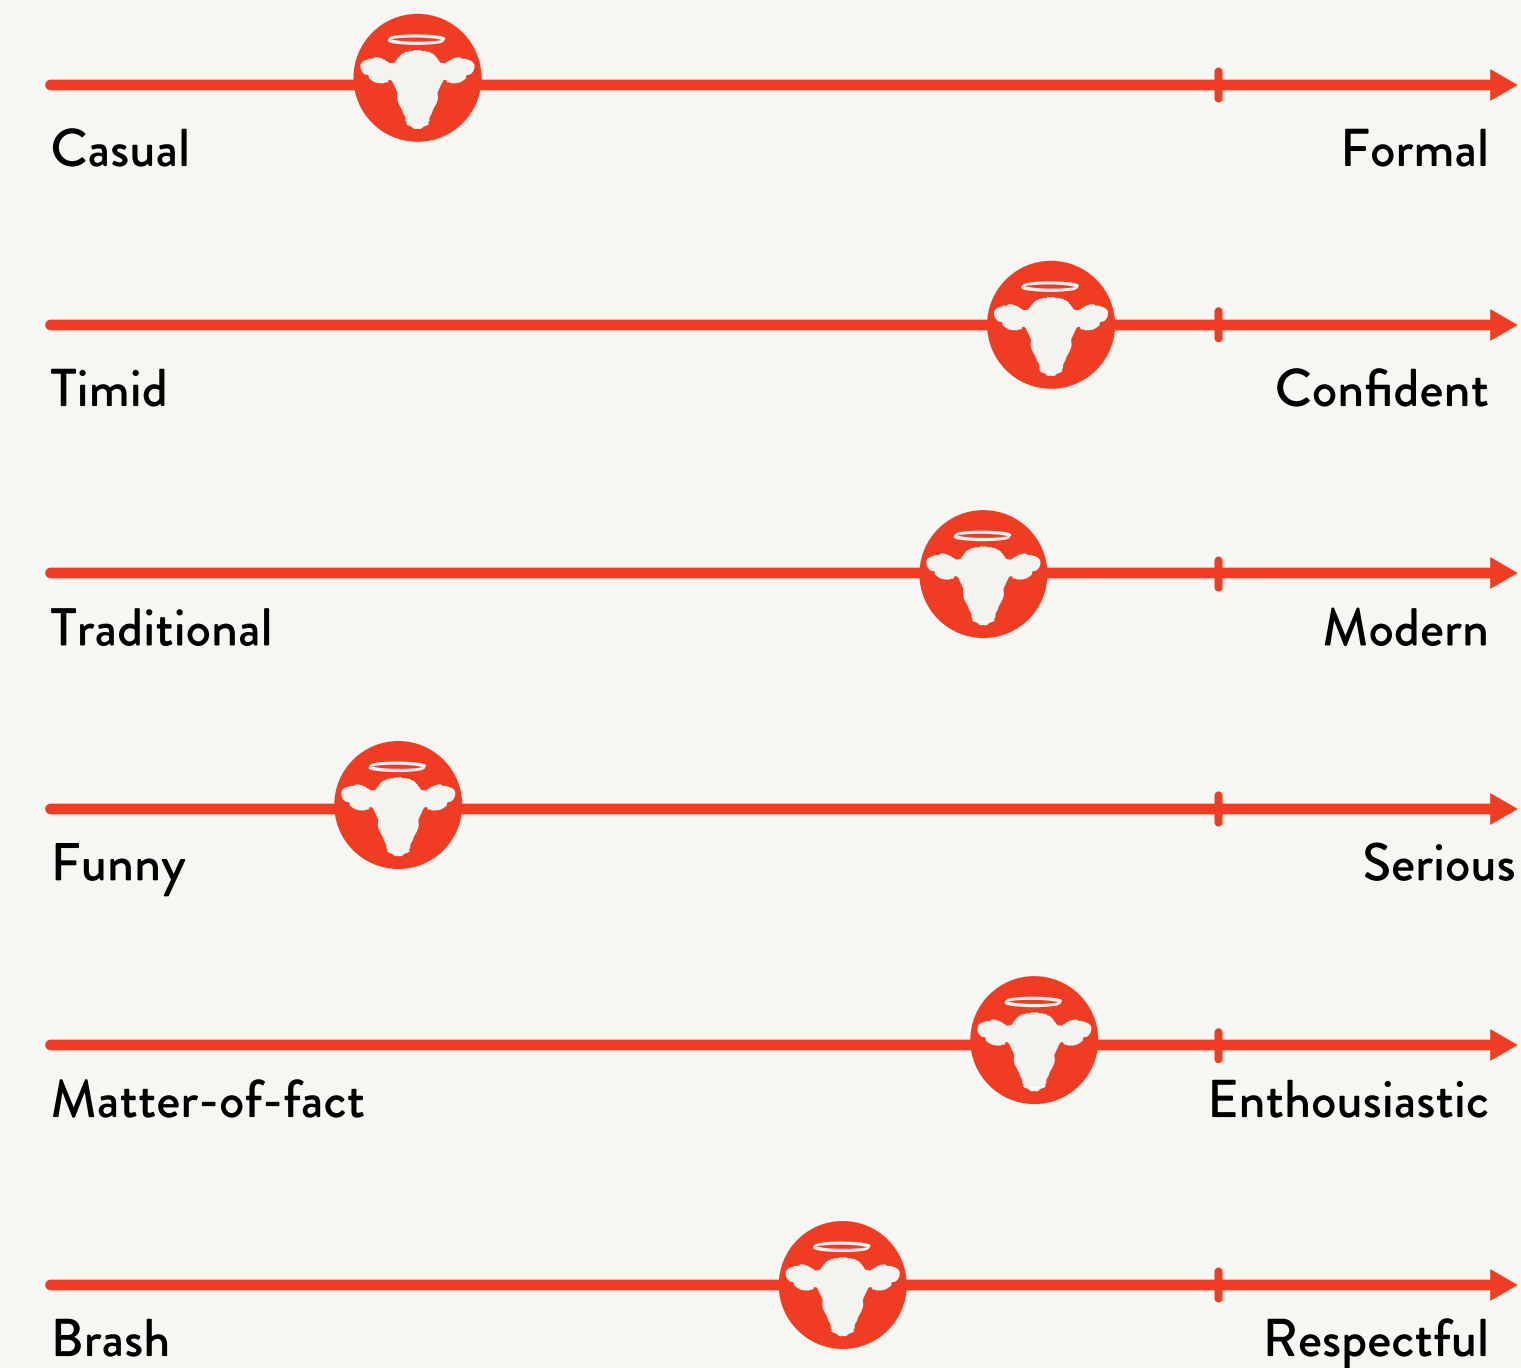 Casual Formal
Timid Confident
Traditional Modern
Funny Serious
Matter-of-fact Enthousiastic
Brash Respectful